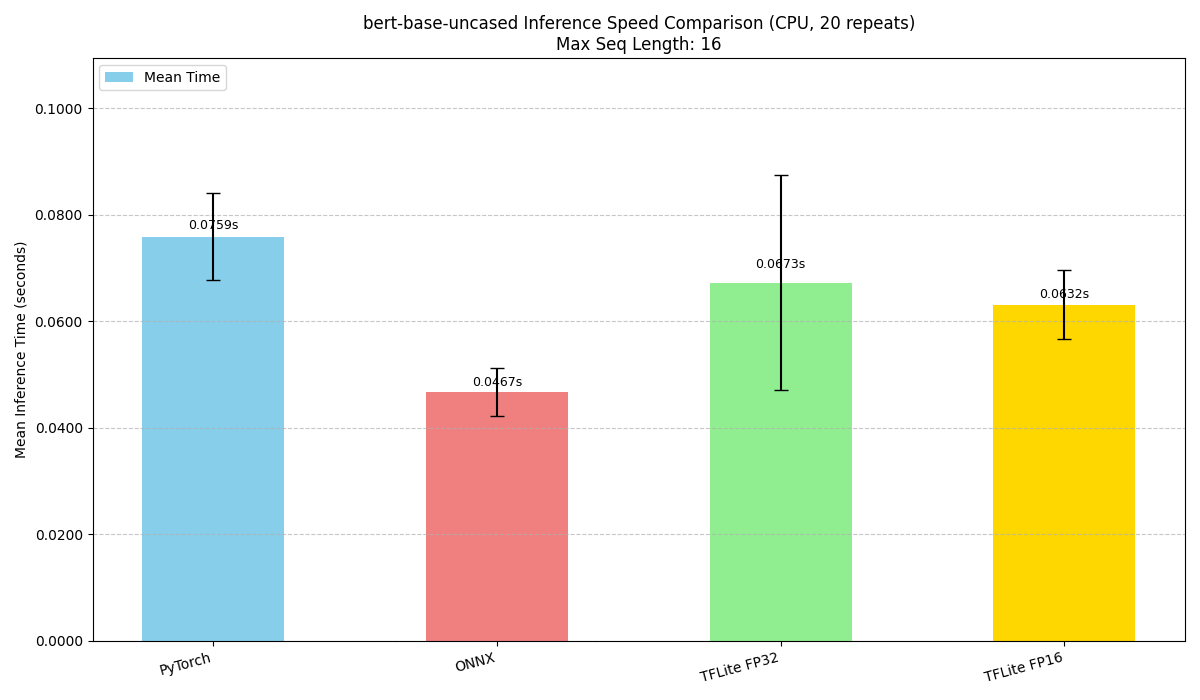 bert-base-uncased Inference Speed Comparison (CPU, 20 repeats)
Max Seq Length: 16
Mean Time
Mean Inference Time (seconds)
0.1000
0.0800
0.0600
0.0400
0.0200
0.0000
0.0759s
0.0467s
0.0673s
0.0632s
PyTorch
ONNX
TFLite FP32
TFLite FP16